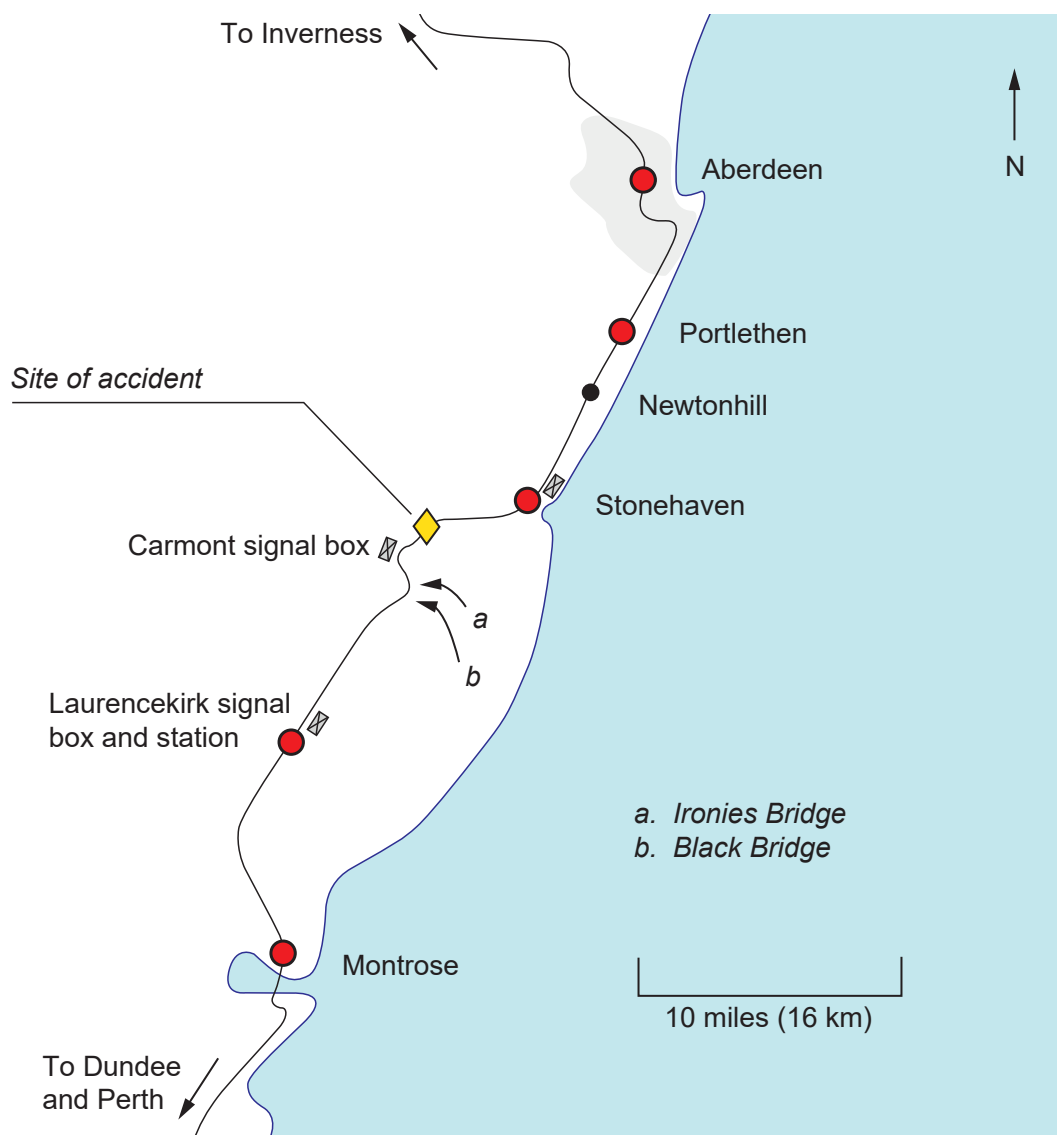 To Inverness
N
Aberdeen
Portlethen
Site of accident
Newtonhill
Stonehaven
Carmont signal box
a
b
Laurencekirk signal
box and station
a. Ironies Bridge
b. Black Bridge
Montrose
10 miles (16 km)
To Dundee
and Perth